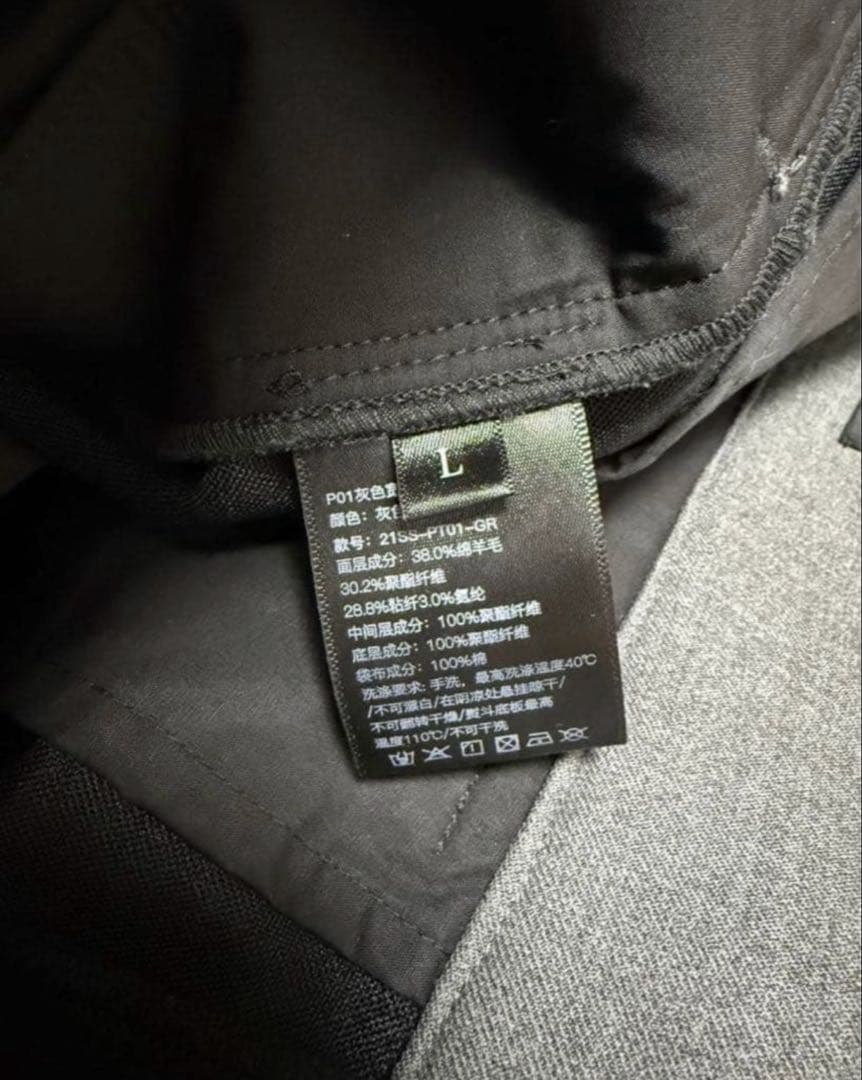 L
P01灰色
颜色：灰
款号：21SS-PT01-GR
面层成分：38.0%绵羊毛
30.2%聚酯纤维
28.8%粘纤3.0%氨纶
中间层成分：100%聚酯纤维
底层成分：100%聚酯纤维
袋布成分：100%棉
洗涤要求：手洗，最高洗涤温度40℃
/不可漂白/在阴凉处悬挂晾干/
不可翻转干燥/熨斗底板最高
温度110℃/不可干洗